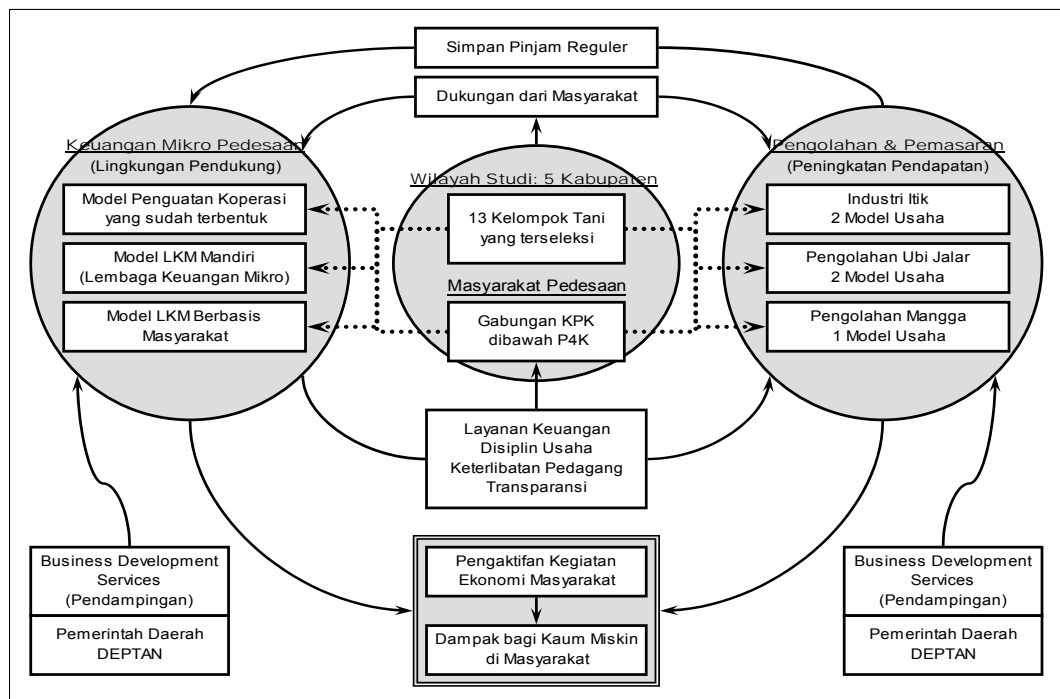 Simpan Pinjam Reguler
Dukungan dari Masyarakat
Keuangan Mikro Pedesaan
(Lingkungan Pendukung)
Model Penguatan Koperasi
yang sudah terbentuk
Model LKM Mandiri
(Lembaga Keuangan Mikro)
Model LKM Berbasis
Masyarakat
Wilayah Studi: 5 Kabupaten
13 Kelompok Tani
yang terseleksi
Masyarakat Pedesaan
Gabungan KPK
dibawah P4K
Pengolahan & Pemasaran
(Peningkatan Pendapatan)
Industri Itik
2 Model Usaha
Pengolahan Ubi Jalar
2 Model Usaha
Pengolahan Mangga
1 Model Usaha
Layanan Keuangan
Disiplin Usaha
Keterlibatan Pedagang
Transparansi
Business Development
Services
(Pendampingan)
Pemerintah Daerah
DEPTAN
Pengaktifan Kegiatan
Ekonomi Masyarakat
Dampak bagi Kaum Miskin
di Masyarakat
Business Development
Services
(Pendampingan)
Pemerintah Daerah
DEPTAN